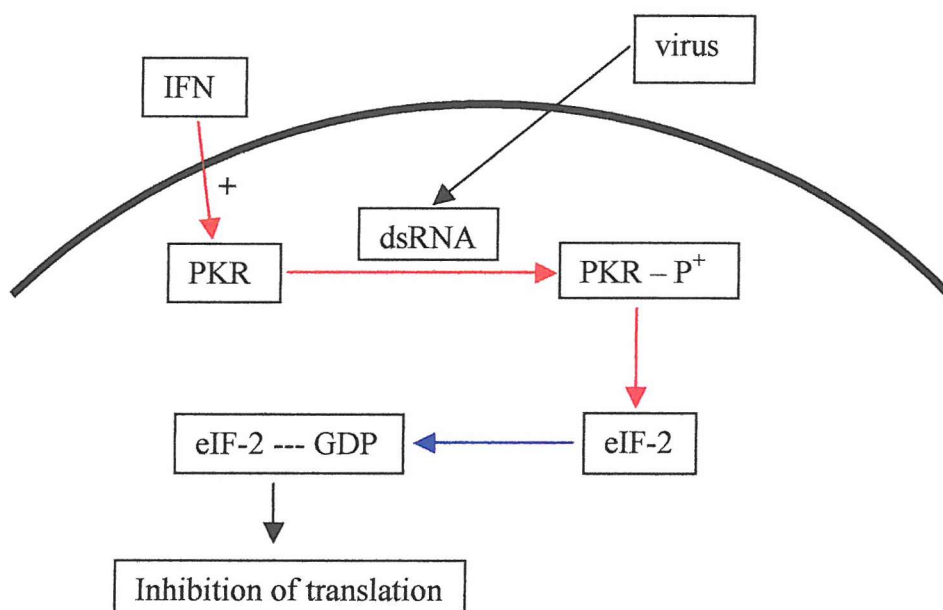 virus
IFN
+
dsRNA
PKR
PKR – P⁺
eIF-2 --- GDP
eIF-2
Inhibition of translation